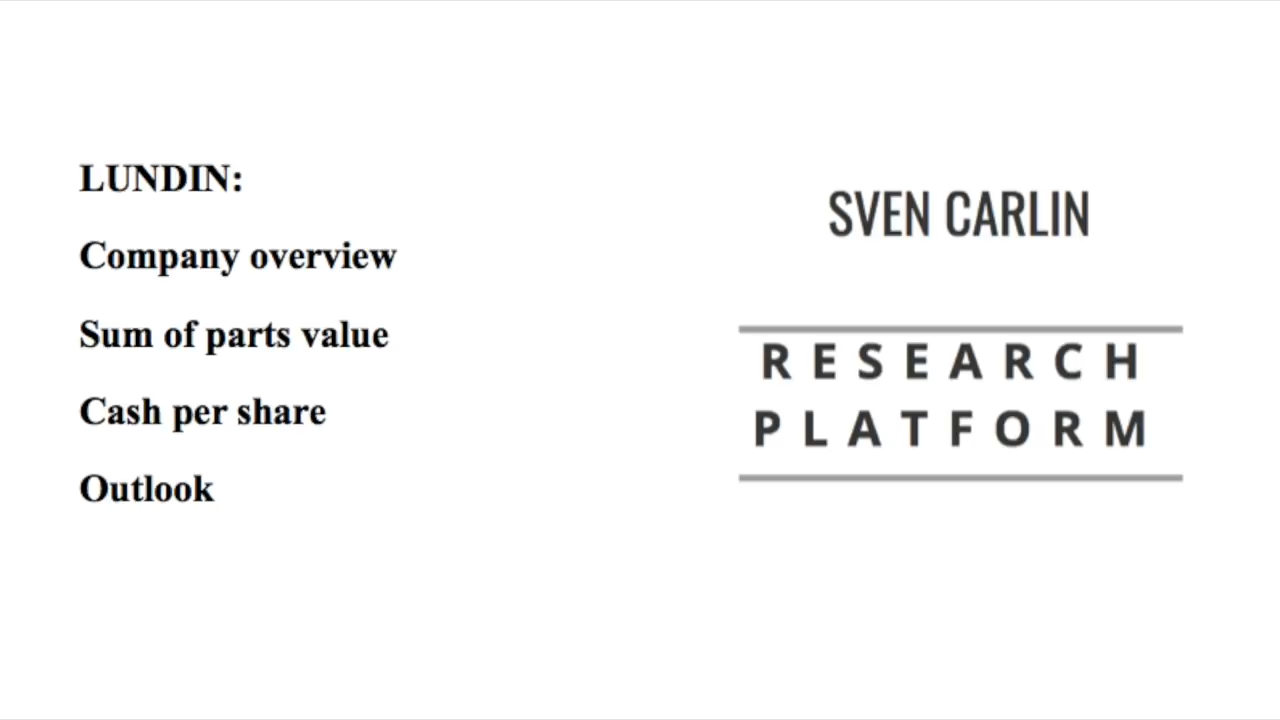 LUNDIN:
Company overview
Sum of parts value
Cash per share
Outlook
SVEN CARLIN
RESEARCH
PLATFORM